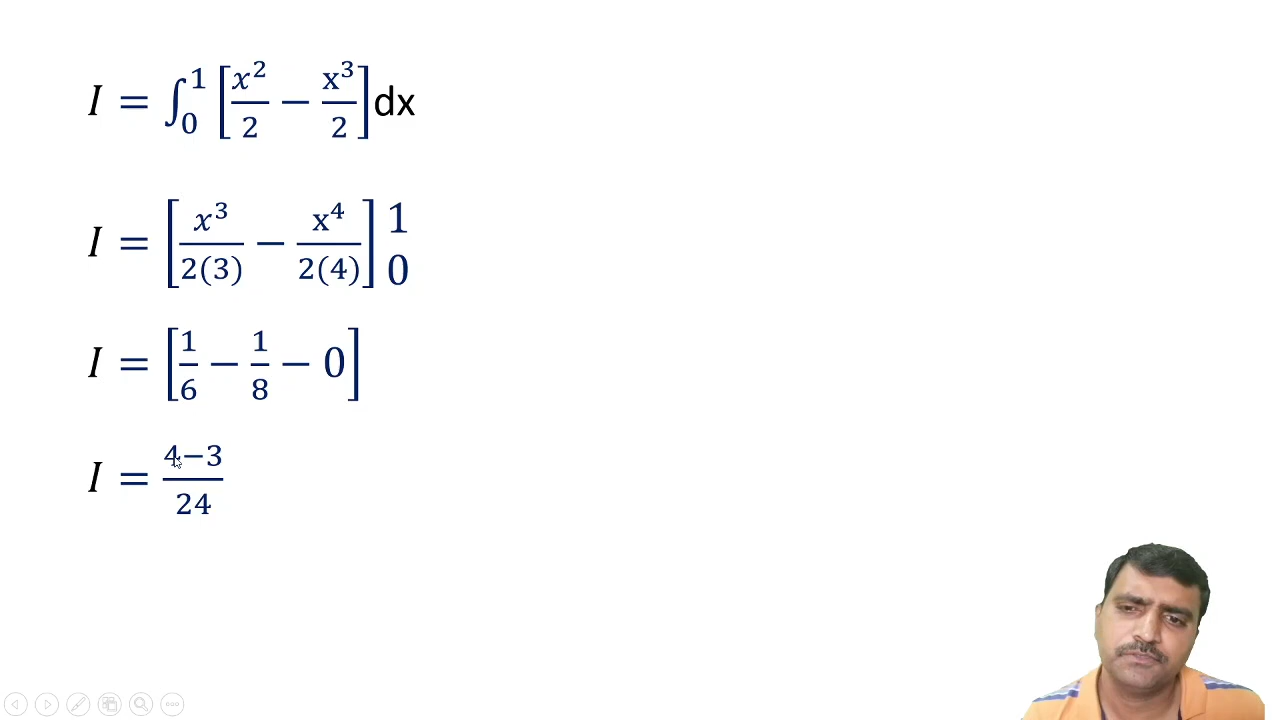 I = ∫₀¹ [x²/2 − x³/2] dx
I = [x³/2(3) − x⁴/2(4)] 1 0
I = [1/6 − 1/8 − 0]
I = 4−3/24